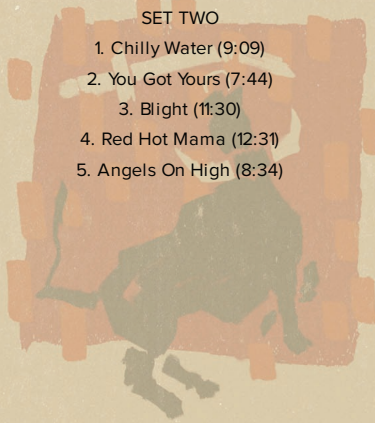 SET TWO
1. Chilly Water (9:09)
2. You Got Yours (7:44)
3. Blight (11:30)
4. Red Hot Mama (12:31)
5. Angels On High (8:34)